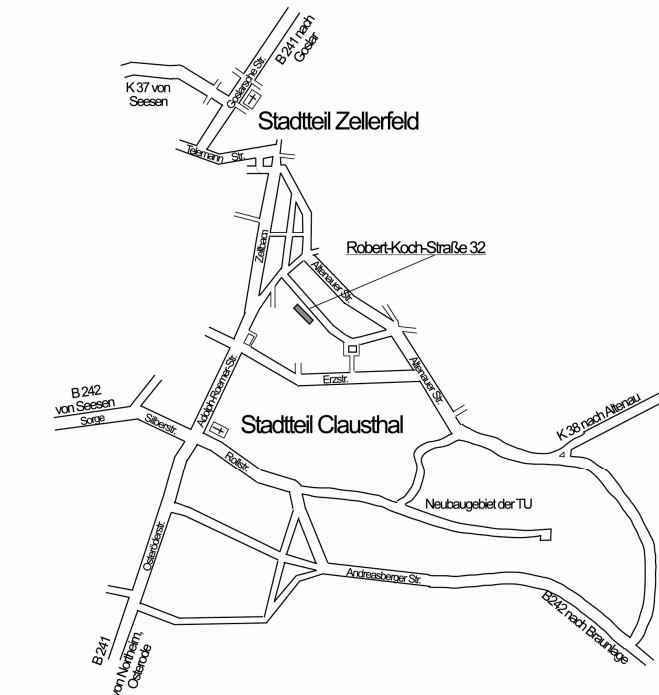 B 241 nach
Goslar
Goslarsche Str.
K 37 von
Seesen
Stadtteil Zellerfeld
Telemann Str.
Zellbach
Robert-Koch-Straße 32
Altenauer Str.
Adolph-Roemer-Str.
Erzstr.
Altenauer Str.
B 242
von Seesen
Sorge
Silberstr.
Stadtteil Clausthal
K 38 nach Altenau
Rollstr.
Neubaugebiet der TU
Osteröderstr.
Andreasberger Str.
B242 nach Braunlage
B 241
von Northeim,
Osterode